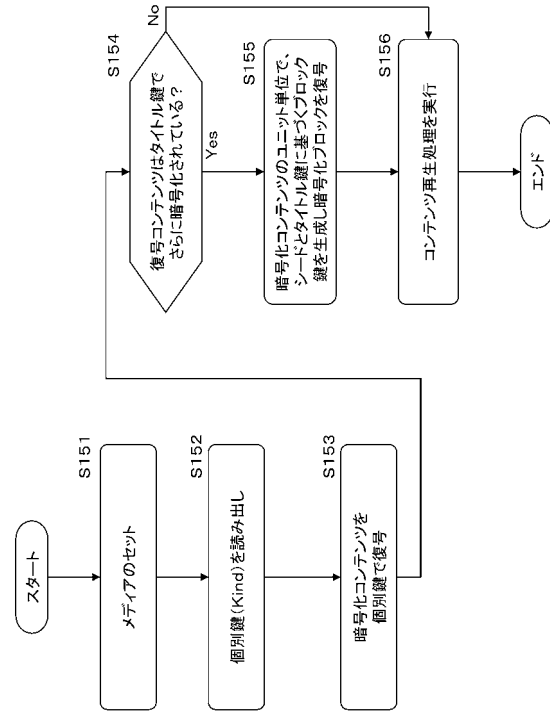 スタート
S151
メディアのセット
S152
個別鍵(Kind)を読み出し
S153
暗号化コンテンツを
個別鍵で復号
S154
復号コンテンツはタイトル鍵で
さらに暗号化されている?
No
Yes
S155
暗号化コンテンツのユニット単位で、
シードとタイトル鍵に基づくブロック
鍵を生成し暗号化ブロックを復号
S156
コンテンツ再生処理を実行
エンド